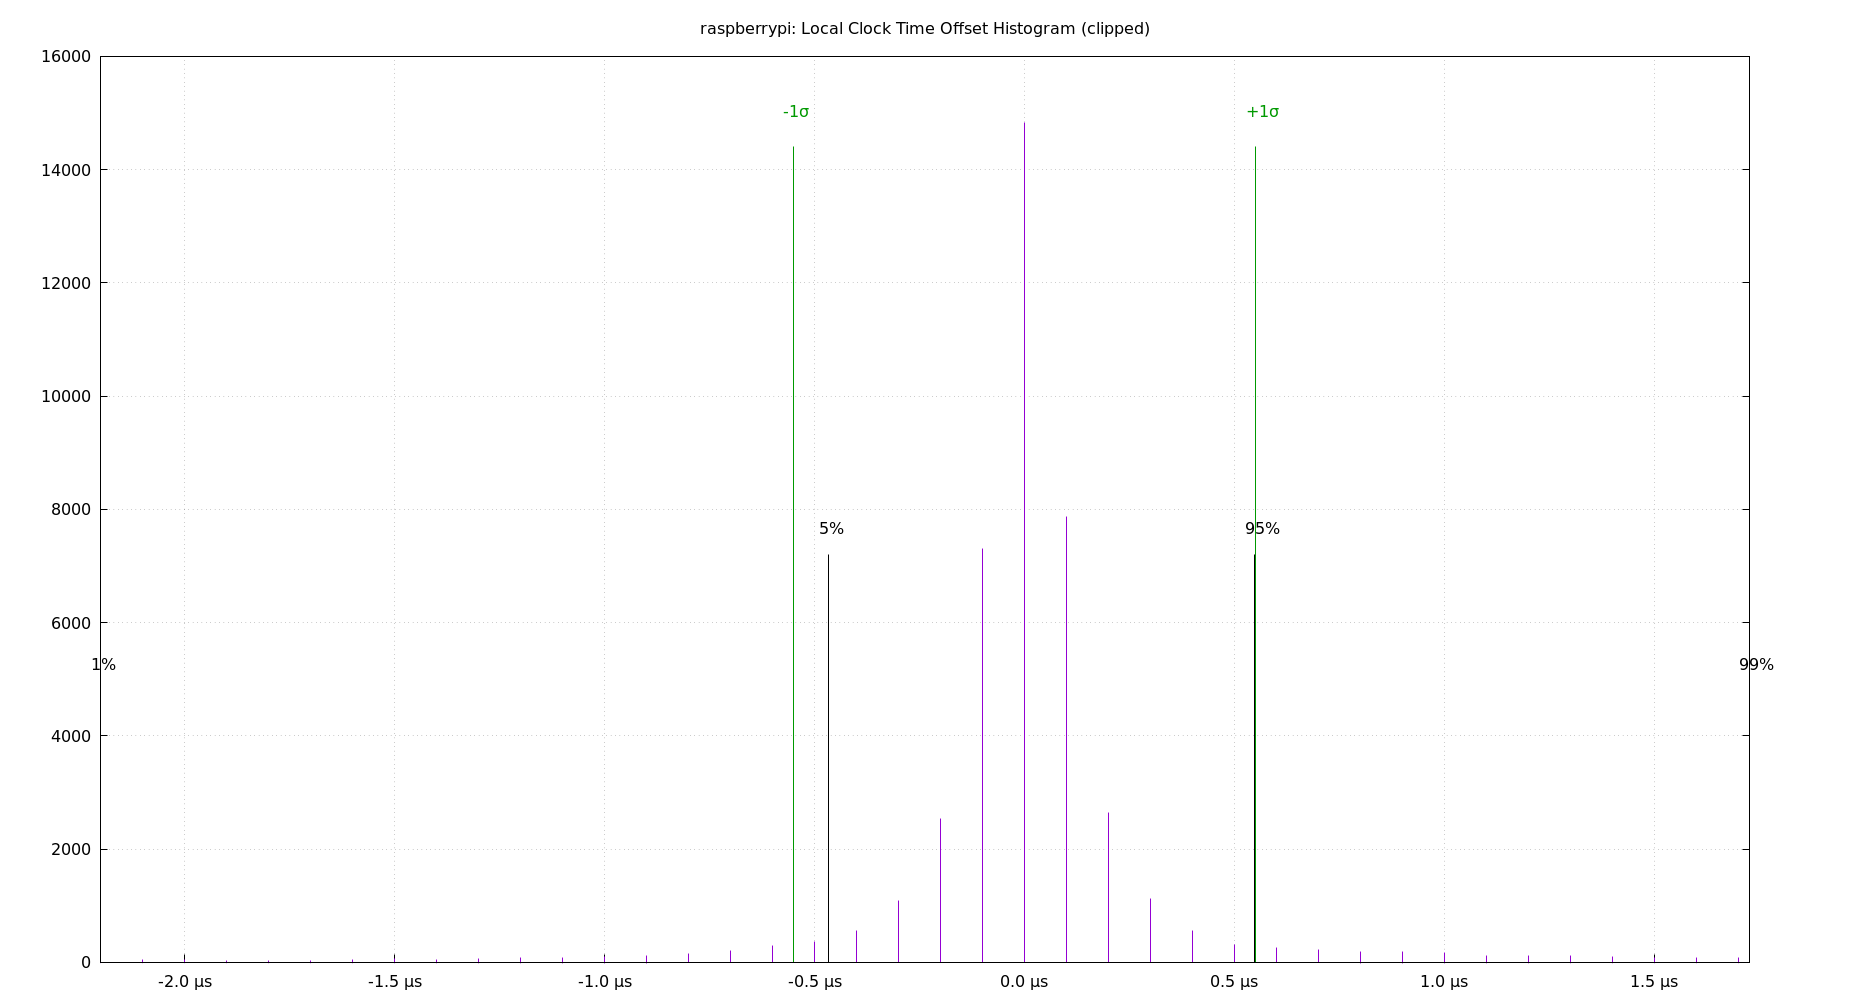 raspberrypi: Local Clock Time Offset Histogram (clipped)
16000
-1σ
+1σ
14000
12000
10000
8000
5%
95%
6000
1%
99%
4000
2000
0
-2.0 µs
-1.5 µs
-1.0 µs
-0.5 µs
0.0 µs
0.5 µs
1.0 µs
1.5 µs